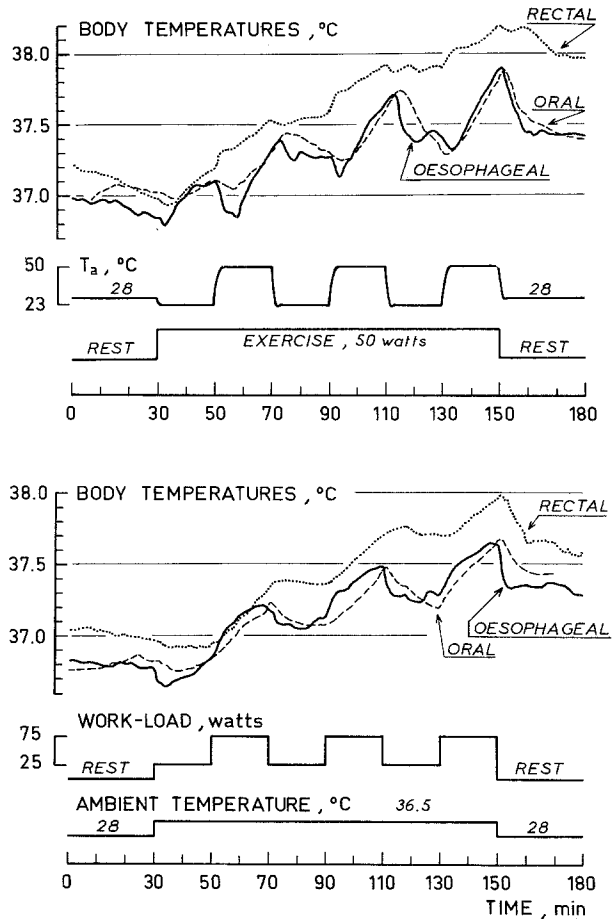 BODY TEMPERATURES , °C
RECTAL
38.0
ORAL
37.5
OESOPHAGEAL
37.0
Ta , °C
50
23
28
28
REST
EXERCISE , 50 watts
REST
0 30 50 70 90 110 130 150 180
38.0
BODY TEMPERATURES , °C
RECTAL
37.5
OESOPHAGEAL
37.0
ORAL
WORK-LOAD , watts
75
25
REST
REST
AMBIENT TEMPERATURE , °C 36.5
28
28
0 30 50 70 90 110 130 150 180
TIME , min